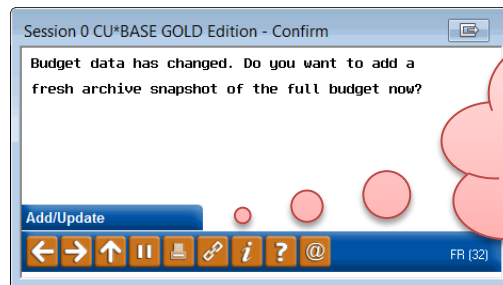 Session 0 CU*BASE GOLD Edition - Confirm
Budget data has changed. Do you want to add a
fresh archive snapshot of the full budget now?
Add/Update
FR (32)